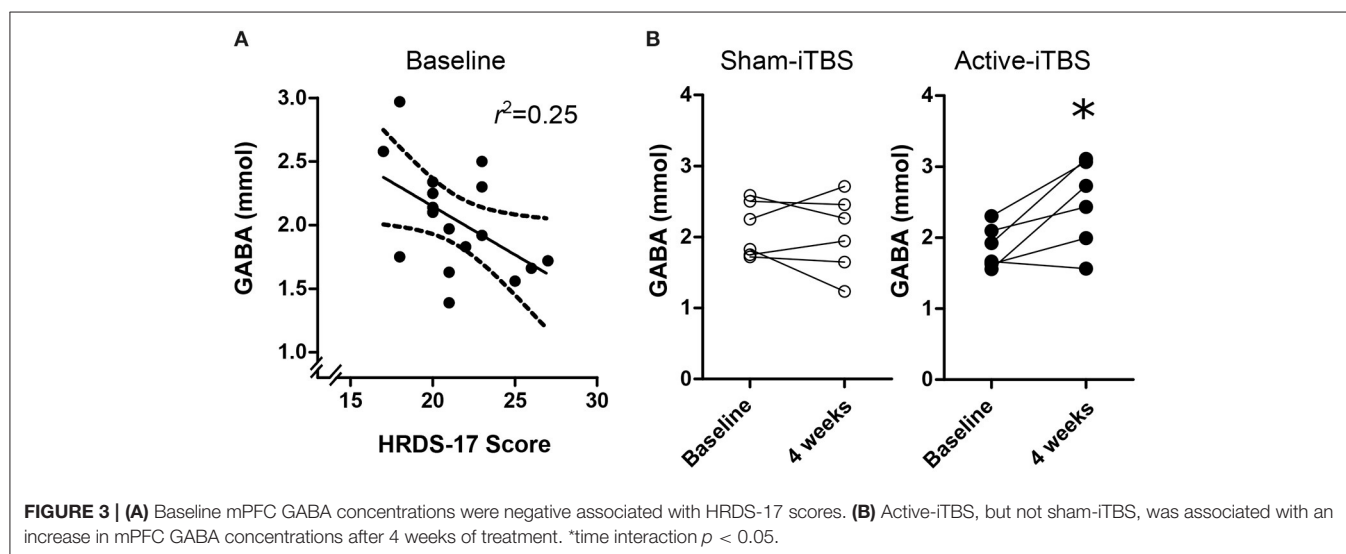 A
Baseline
r²=0.25
GABA (mmol)
3.0
2.5
2.0
1.5
1.0
15 20 25 30
HRDS-17 Score
B
Sham-iTBS
GABA (mmol)
4
3
2
1
0
Baseline
4 weeks
Active-iTBS
*
GABA (mmol)
4
3
2
1
0
Baseline
4 weeks
FIGURE 3 | (A) Baseline mPFC GABA concentrations were negative associated with HRDS-17 scores. (B) Active-iTBS, but not sham-iTBS, was associated with an
increase in mPFC GABA concentrations after 4 weeks of treatment. *time interaction p < 0.05.